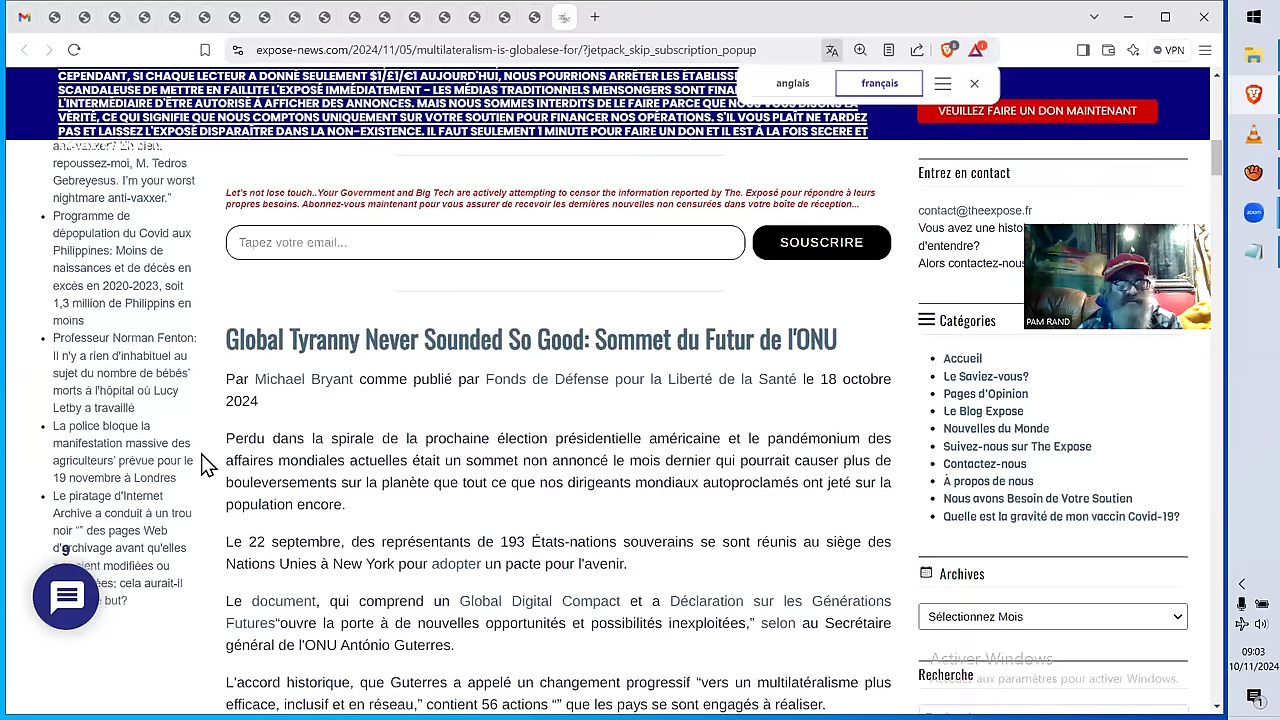 expose-news.com/2024/11/05/multilateralism-is-globalese-for/?jetpack_skip_subscription_popup
VPN
CEPENDANT, SI CHAQUE LECTEUR A DONNÉ SEULEMENT $1/£1/€1 AUJOURD'HUI, NOUS POURRIONS ARRÊTER LES
SCANDALEUSE DE METTRE EN FAILITE L'EXPOSÉ IMMÉDIATEMENT - LES MÉDIAS TRADITIONNELS MENSONGERS SONT
L'INTERMÉDIAIRE D'ÊTRE AUTORISÉ À AFFICHER DES ANNONCES. MAIS NOUS SOMMES INTERDITS DE LE FAIRE PARCE QUE NOUS
VÉRITÉ, CE QUI SIGNIFIE QUE NOUS COMPTONS UNIQUEMENT SUR VOTRE SOUTIEN POUR FINANCER NOS OPÉRATIONS. S'IL VOUS PLAÎT NE TARDEZ
PAS ET LAISSEZ L'EXPOSÉ DISPARAÎTRE DANS LA NON-EXISTENCE. IL FAUT SEULEMENT 1 MINUTE POUR FAIRE UN DON ET IL EST À LA FOIS SECERE ET
anglais
français
VEUILLEZ FAIRE UN DON MAINTENANT
repoussez-moi, M. Tedros
Gebreyesus. I'm your worst
nightmare anti-vaxxer."
Programme de
dépopulation du Covid aux
Philippines: Moins de
naissances et de décès en
excès en 2020-2023, soit
1,3 million de Philippins en
moins
Professeur Norman Fenton:
Il n'y a rien d'inhabituel au
sujet du nombre de bébés'
morts à l'hôpital où Lucy
Letby a travaillé
La police bloque la
manifestation massive des
agriculteurs' prévue pour le
19 novembre à Londres
Le piratage d'Internet
Archive a conduit à un trou
noir “” des pages Web
d'archivage avant qu'elles
modifiées ou
but?
9
Let's not lose touch..Your Government and Big Tech are actively attempting to censor the information reported by The. Exposé pour répondre à leurs
propres besoins. Abonnez-vous maintenant pour vous assurer de recevoir les dernières nouvelles non censurées dans votre boîte de réception...
Tapez votre email...
SOUSCRIRE
Global Tyranny Never Sounded So Good: Sommet du Futur de l'ONU
Par Michael Bryant comme publié par Fonds de Défense pour la Liberté de la Santé le 18 octobre
2024
Perdu dans la spirale de la prochaine élection présidentielle américaine et le pandémonium des
affaires mondiales actuelles était un sommet non annoncé le mois dernier qui pourrait causer plus de
bouleversements sur la planète que tout ce que nos dirigeants mondiaux autoproclamés ont jeté sur la
population encore.
Le 22 septembre, des représentants de 193 États-nations souverains se sont réunis au siège des
Nations Unies à New York pour adopter un pacte pour l'avenir.
Le document, qui comprend un Global Digital Compact et a Déclaration sur les Générations
Futures“ouvre la porte à de nouvelles opportunités et possibilités inexploitées,” selon au Secrétaire
général de l'ONU António Guterres.
L'accord historique, que Guterres a appelé un changement progressif “vers un multilatéralisme plus
efficace, inclusif et en réseau,” contient 56 actions “” que les pays se sont engagés à réaliser.
Entrez en contact
contact@theexpose.fr
Vous avez une
d'entendre?
Alors contactez-nous
PAM RAND
Catégories
Accueil
Le Saviez-vous?
Pages d'Opinion
Le Blog Expose
Nouvelles du Monde
Suivez-nous sur The Expose
Contactez-nous
À propos de nous
Nous avons Besoin de Votre Soutien
Quelle est la gravité de mon vaccin Covid-19?
Archives
Sélectionnez Mois
Activer Windows
Recherche
aux paramètres pour activer Windows.
zoom
09:03
10/11/2024